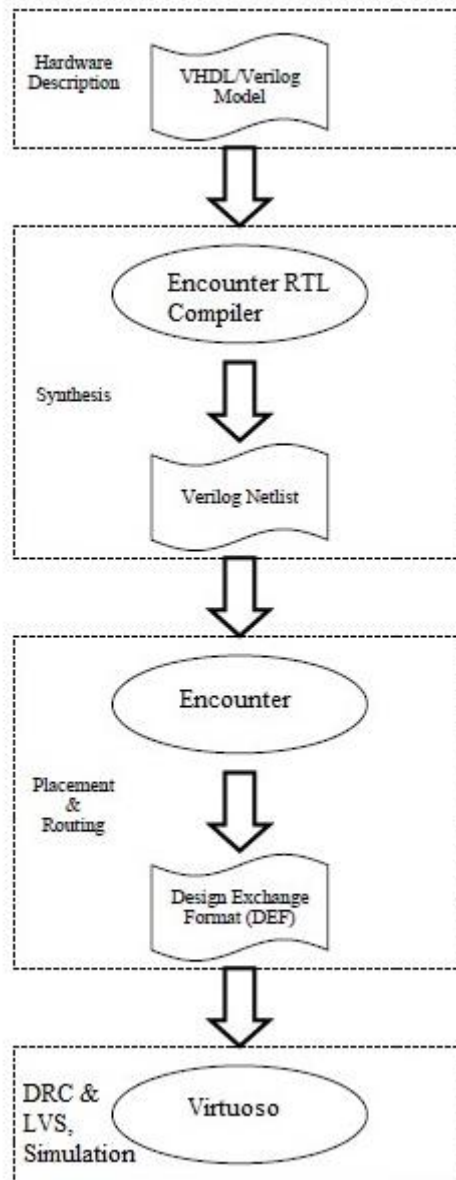 Hardware
Description
VHDL/Verilog
Model
Encounter RTL
Compiler
Synthesis
Verilog Netlist
Encounter
Placement
&
Routing
Design Exchange
Format (DEF)
DRC &
LVS,
Simulation
Virtuoso